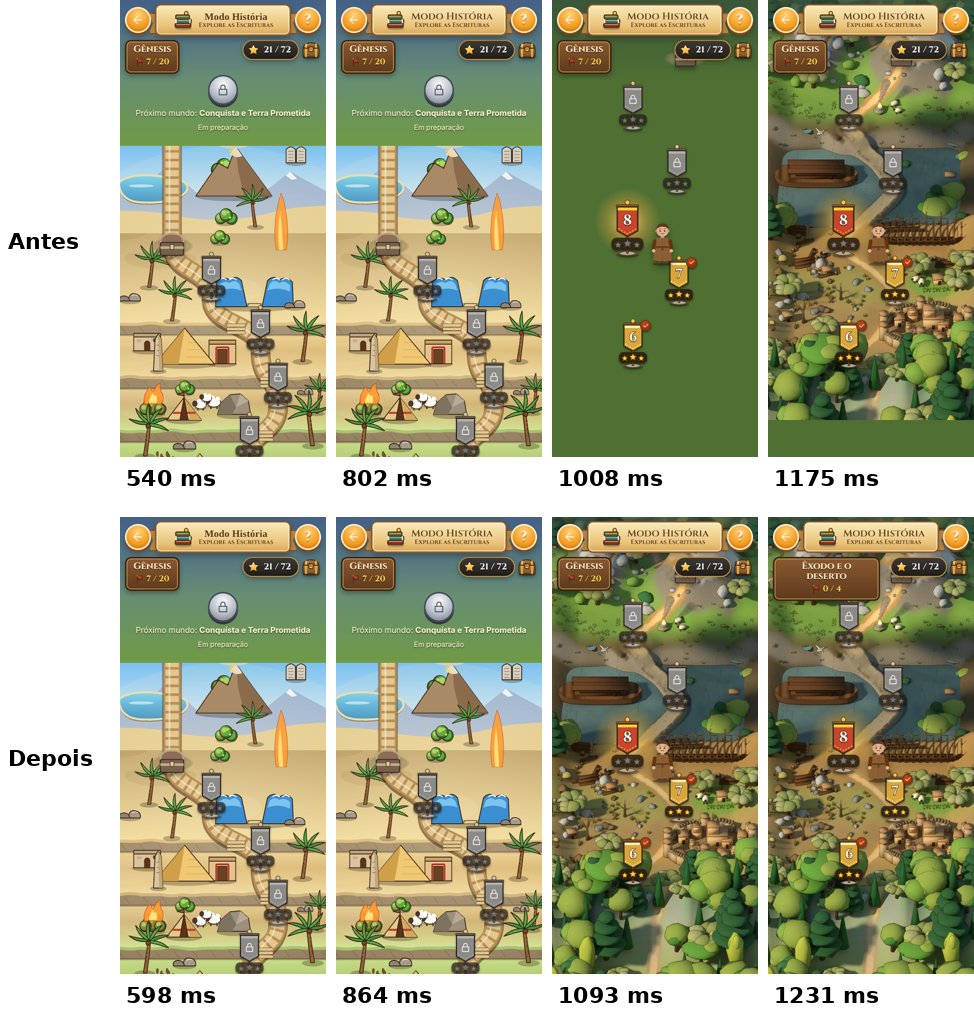 Antes
Modo História
Explore as Escrituras
?
Gênesis
7 / 20
21 / 72
Próximo mundo: Conquista e Terra Prometida
Em preparação
540 ms
Modo História
Explore as Escrituras
?
Gênesis
7 / 20
21 / 72
Próximo mundo: Conquista e Terra Prometida
Em preparação
802 ms
Modo História
Explore as Escrituras
?
Gênesis
7 / 20
21 / 72
8
7
6
1008 ms
Modo História
Explore as Escrituras
?
Gênesis
7 / 20
21 / 72
8
7
6
1175 ms
Depois
Modo História
Explore as Escrituras
?
Gênesis
7 / 20
21 / 72
Próximo mundo: Conquista e Terra Prometida
Em preparação
598 ms
Modo História
Explore as Escrituras
?
Gênesis
7 / 20
21 / 72
Próximo mundo: Conquista e Terra Prometida
Em preparação
864 ms
Modo História
Explore as Escrituras
?
Gênesis
7 / 20
21 / 72
8
7
6
1093 ms
Modo História
Explore as Escrituras
?
Êxodo e o
deserto
0 / 4
21 / 72
8
7
6
1231 ms